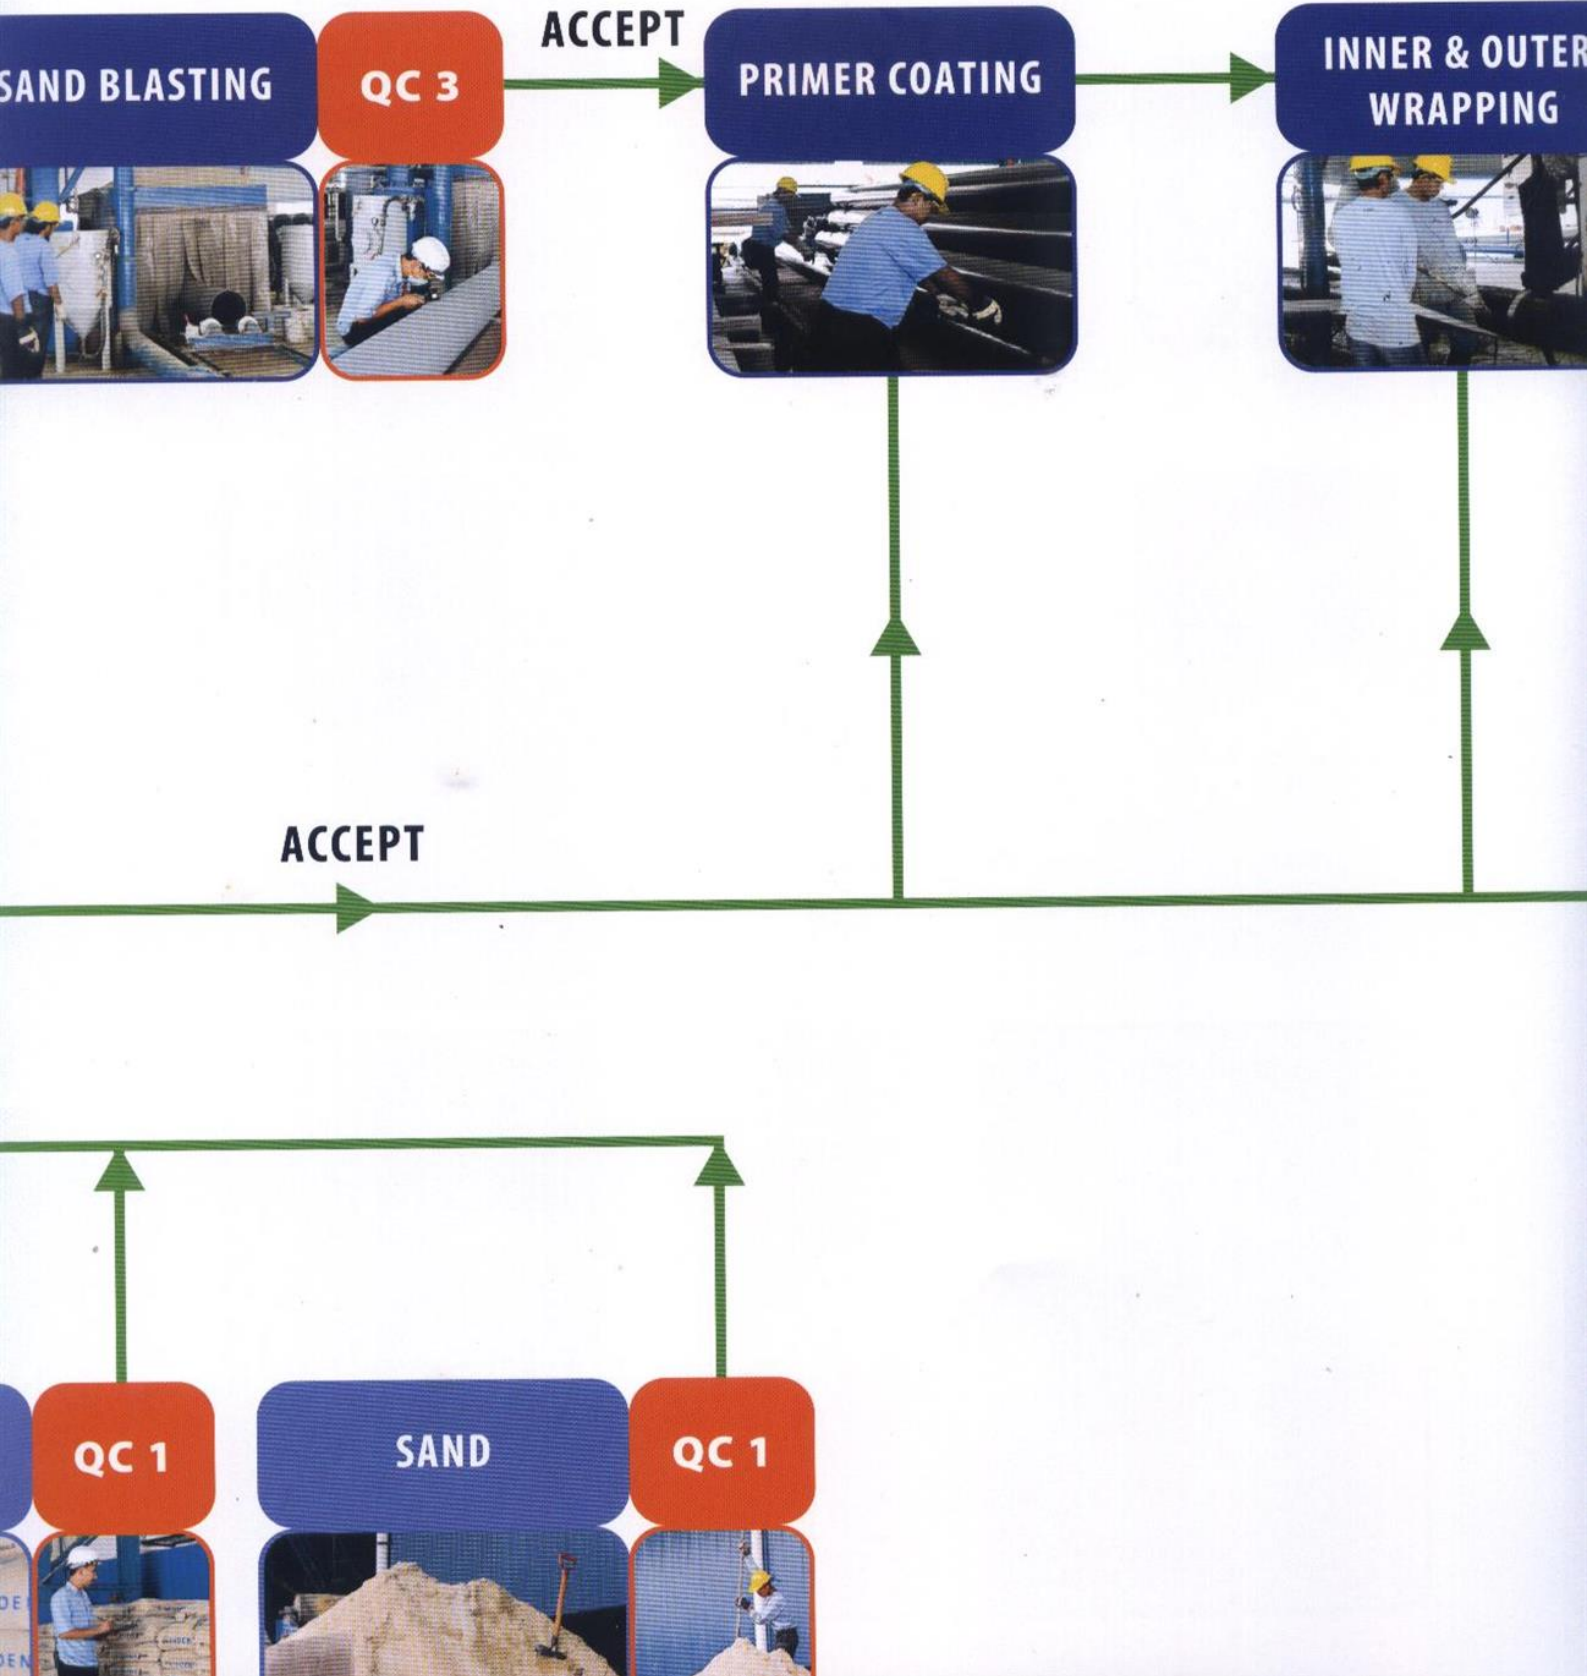 SAND BLASTING
QC 3
ACCEPT
PRIMER COATING
INNER & OUTER
WRAPPING
ACCEPT
QC 1
SAND
QC 1